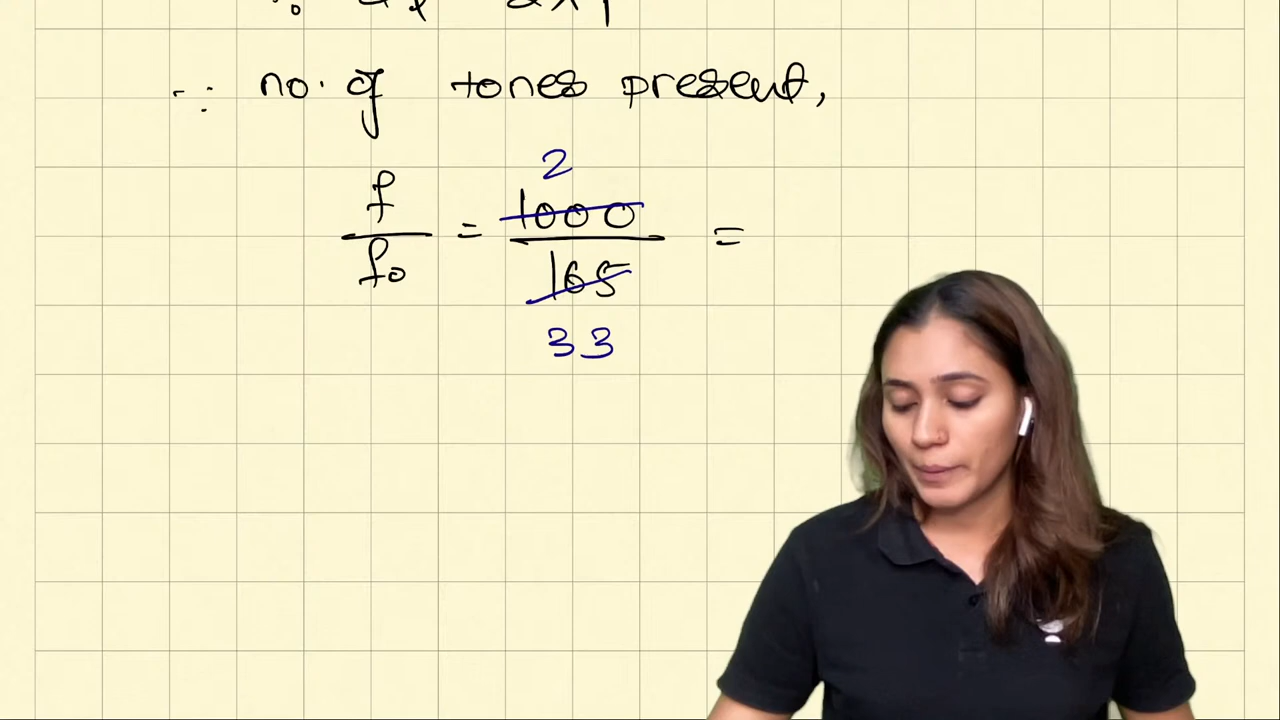 ∵ no. of tones present,
2
f/f₀ = 1000/165 =
33